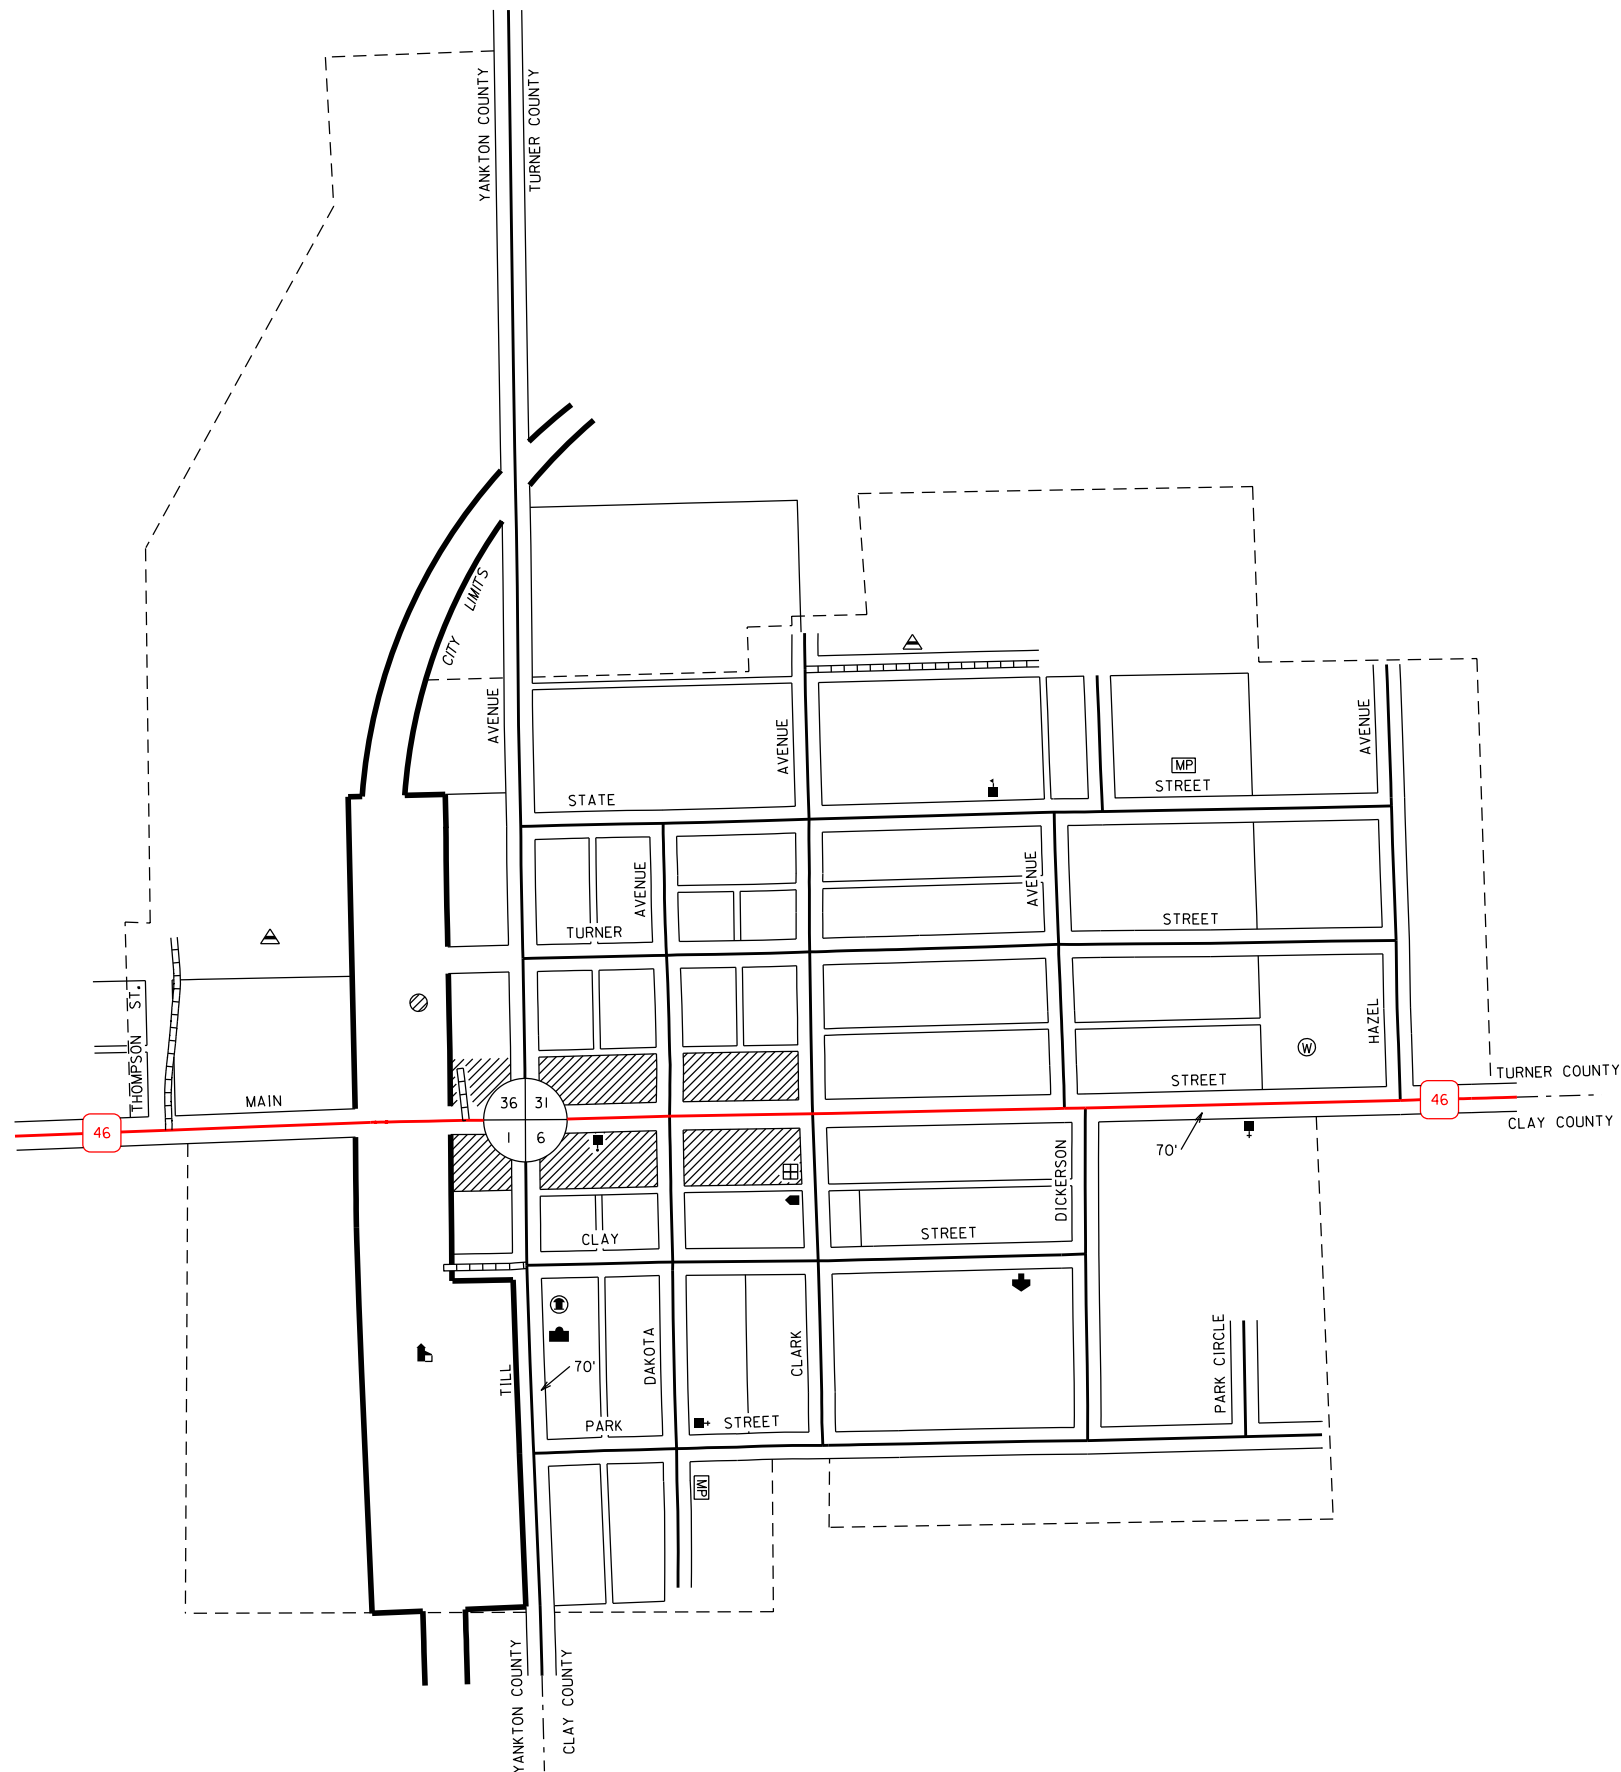 YANKTON COUNTY
TURNER COUNTY
CITY LIMITS
AVENUE
AVENUE
AVENUE
MP
STREET
STATE
AVENUE
AVENUE
TURNER
STREET
THOMPSON ST.
HAZEL
W
MAIN
STREET
TURNER COUNTY
46
36
31
46
1
6
CLAY COUNTY
70'
DICKERSON
CLAY
STREET
TILL
70'
DAKOTA
CLARK
PARK CIRCLE
PARK
STREET
MP
YANKTON COUNTY
CLAY COUNTY